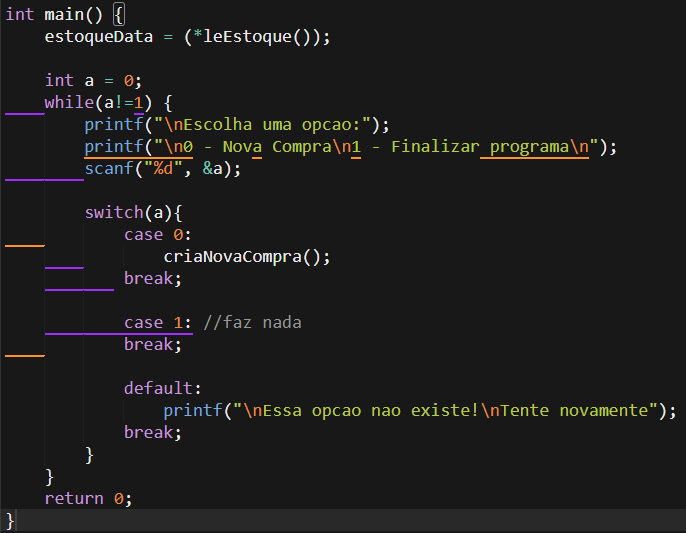 int main() {
    estoqueData = (*leEstoque());

    int a = 0;
    while(a!=1) {
        printf("\nEscolha uma opcao:");
        printf("\n0 - Nova Compra\n1 - Finalizar programa\n");
        scanf("%d", &a);

        switch(a){
            case 0:
                criaNovaCompra();
            break;

            case 1: //faz nada
            break;

            default:
                printf("\nEssa opcao nao existe!\nTente novamente");
            break;
        }
    }
    return 0;
}